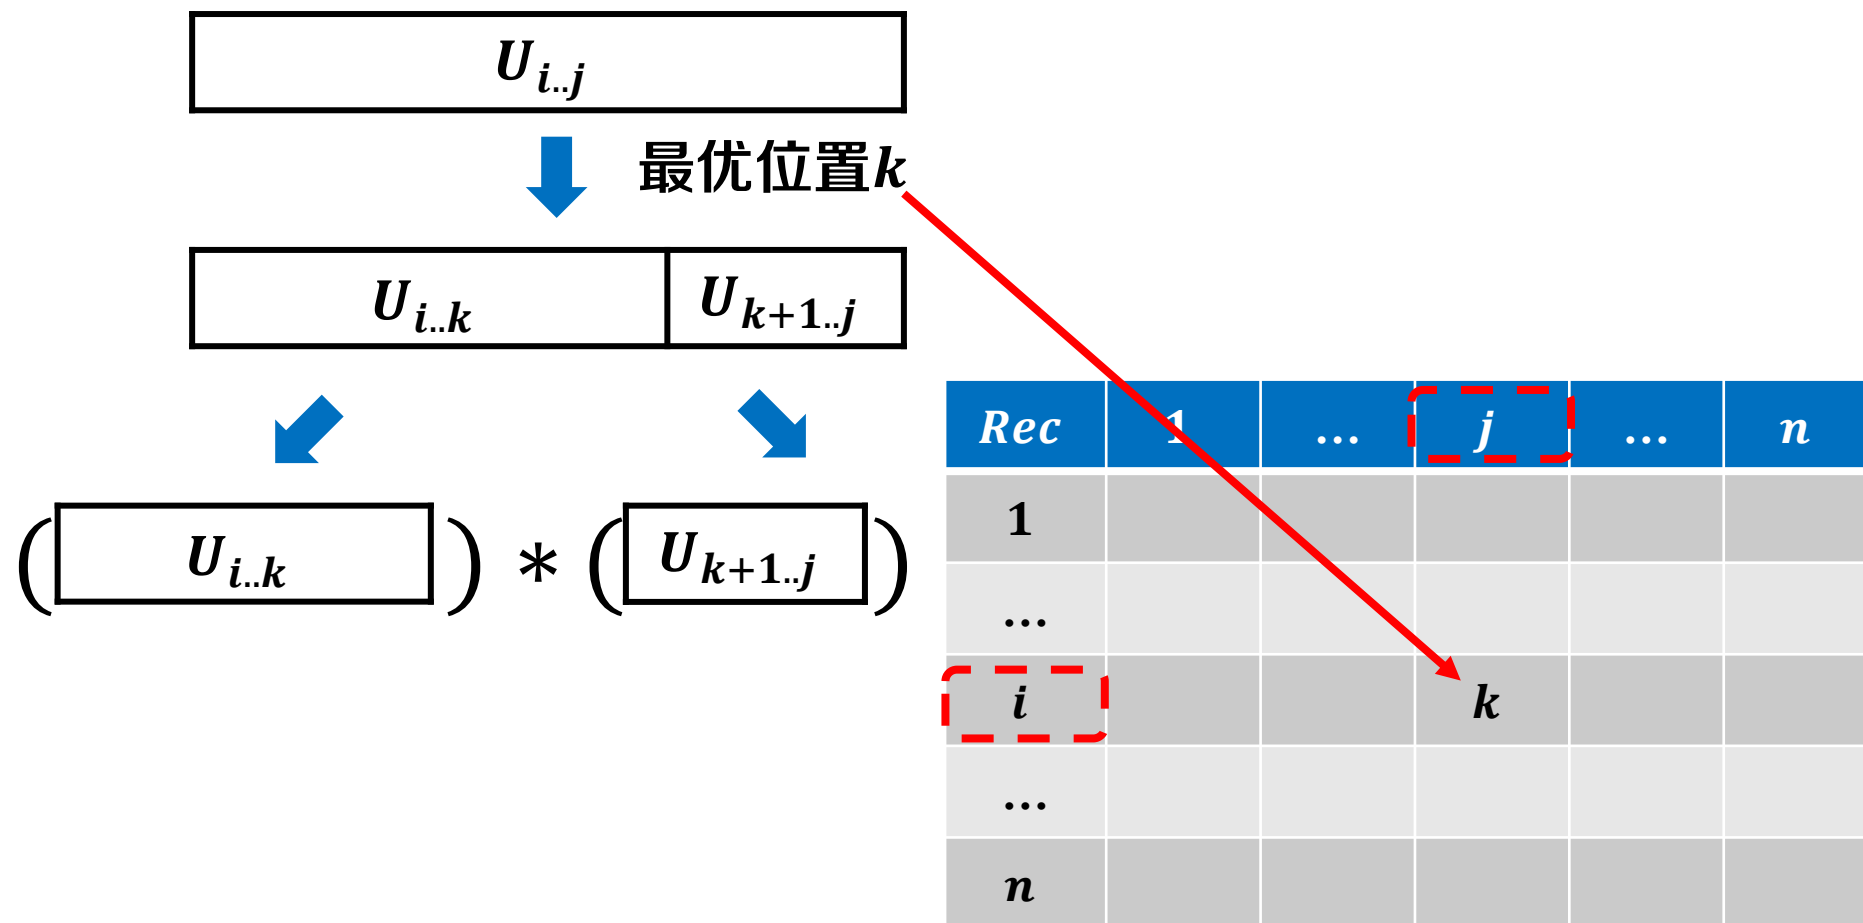 U_{i..j}
最优位置k
U_{i..k} U_{k+1..j}
(U_{i..k}) * (U_{k+1..j})
Rec 1 ... j ... n
1
...
i k
...
n